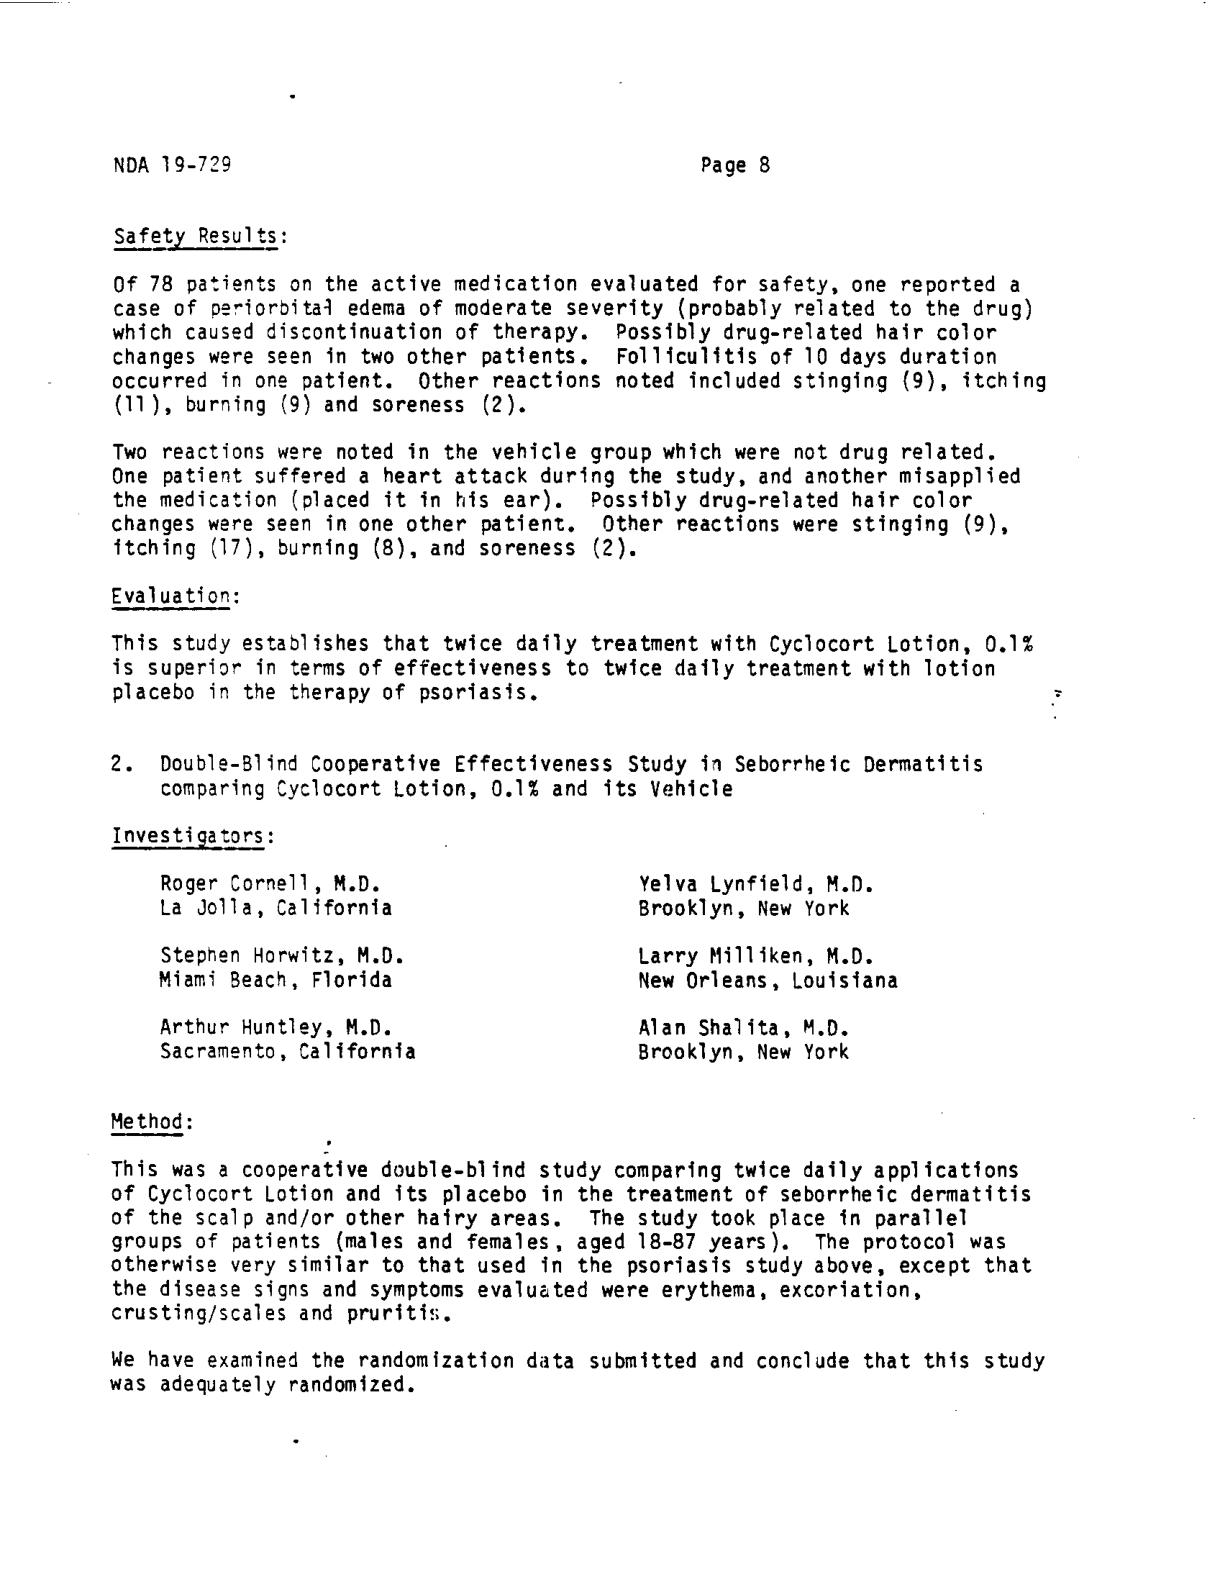 NDA 19-729 Page 8
Safety Results:
Of 78 patients on the active medication evaluated for safety, one reported a
case of periorbital edema of moderate severity (probably related to the drug)
which caused discontinuation of therapy. Possibly drug-related hair color
changes were seen in two other patients. Folliculitis of 10 days duration
occurred in one patient. Other reactions noted included stinging (9), itching
(11), burning (9) and soreness (2).
Two reactions were noted in the vehicle group which were not drug related.
One patient suffered a heart attack during the study, and another misapplied
the medication (placed it in his ear). Possibly drug-related hair color
changes were seen in one other patient. Other reactions were stinging (9),
itching (17), burning (8), and soreness (2).
Evaluation:
This study establishes that twice daily treatment with Cyclocort Lotion, 0.1%
is superior in terms of effectiveness to twice daily treatment with lotion
placebo in the therapy of psoriasis.
2. Double-Blind Cooperative Effectiveness Study in Seborrheic Dermatitis
comparing Cyclocort Lotion, 0.1% and its Vehicle
Investigators:
Roger Cornell, M.D. Yelva Lynfield, M.D.
La Jolla, California Brooklyn, New York
Stephen Horwitz, M.D. Larry Milliken, M.D.
Miami Beach, Florida New Orleans, Louisiana
Arthur Huntley, M.D. Alan Shalita, M.D.
Sacramento, California Brooklyn, New York
Method:
This was a cooperative double-blind study comparing twice daily applications
of Cyclocort Lotion and its placebo in the treatment of seborrheic dermatitis
of the scalp and/or other hairy areas. The study took place in parallel
groups of patients (males and females, aged 18-87 years). The protocol was
otherwise very similar to that used in the psoriasis study above, except that
the disease signs and symptoms evaluated were erythema, excoriation,
crusting/scales and pruritis.
We have examined the randomization data submitted and conclude that this study
was adequately randomized.